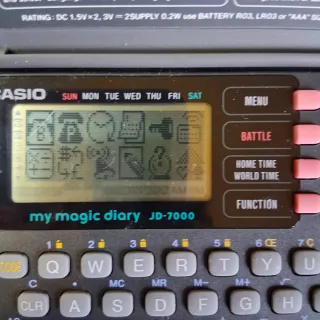 RATING: DC 1.5V×2, 3V⎓2SUPPLY 0.2W use BATTERY R03, LR03 or "AAA"
CASIO
SUN MON TUE WED THU FRI SAT
MENU
BATTLE
HOME TIME
WORLD TIME
FUNCTION
my magic diary JD-7000
1 2 3 4 5 6 CE 7 C
Q W E R T Y U
MC MR M- M+ √
CLR A S D F G H